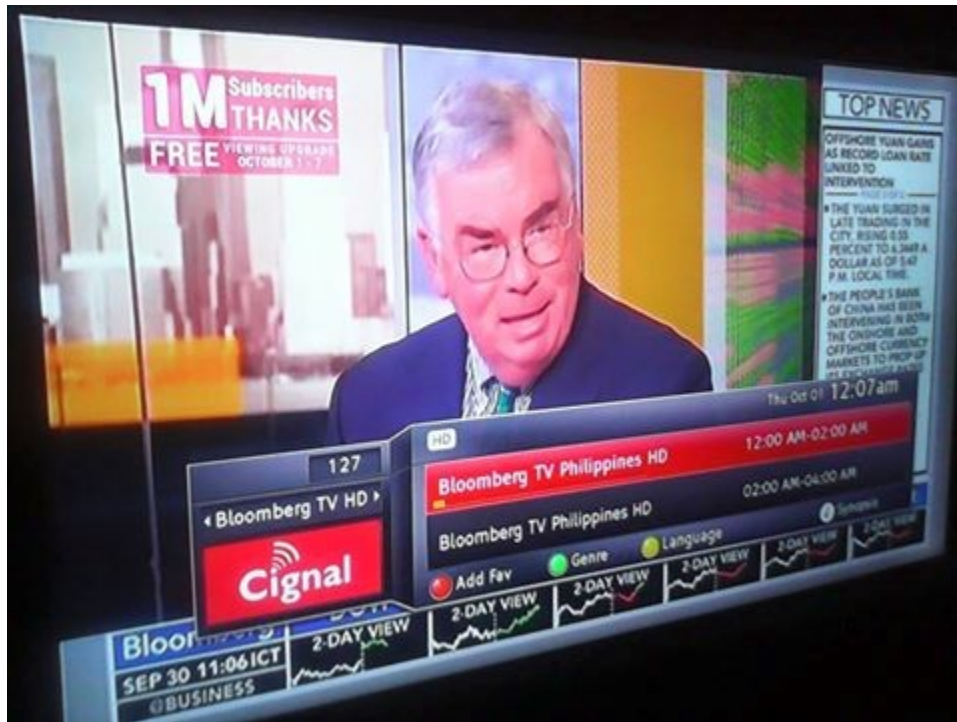 1M Subscribers
THANKS
FREE VIEWING UPGRADE
OCTOBER 1 - 7
TOP NEWS
OFFSHORE YUAN GAINS
AS RECORD LOAN RATE
LINKED TO
INTERVENTION
• THE YUAN SURGED IN
LATE TRADING IN THE
CITY, RISING 0.55
PERCENT TO
DOLLAR AS OF 5:47
P.M. LOCAL TIME.
• THE PEOPLE'S BANK
OF CHINA HAS BEEN
INTERVENING IN BOTH
THE ONSHORE AND
OFFSHORE CURRENCY
MARKETS TO PROP UP
Thu Oct 01 12:07am
HD
127
Bloomberg TV Philippines HD 12:00 AM-02:00 AM
Bloomberg TV HD
Bloomberg TV Philippines HD 02:00 AM-04:00 AM
Cignal
Add Fav Genre Language Synopsis
2-DAY VIEW
2-DAY VIEW
2-DAY VIEW
2-DAY VIEW
2-DAY VIEW
2-DAY VIEW
Bloomberg
SEP 30 11:06 ICT
@BUSINESS